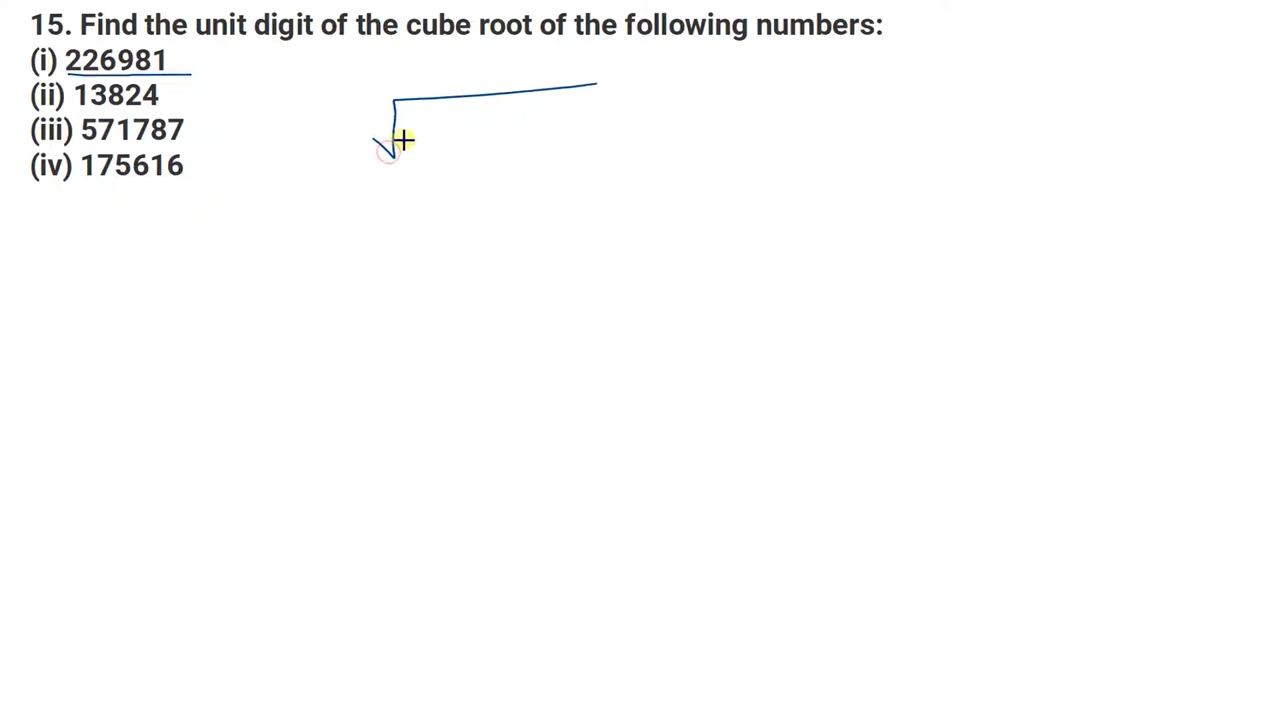 15. Find the unit digit of the cube root of the following numbers:
(i) 226981
(ii) 13824
(iii) 571787
(iv) 175616